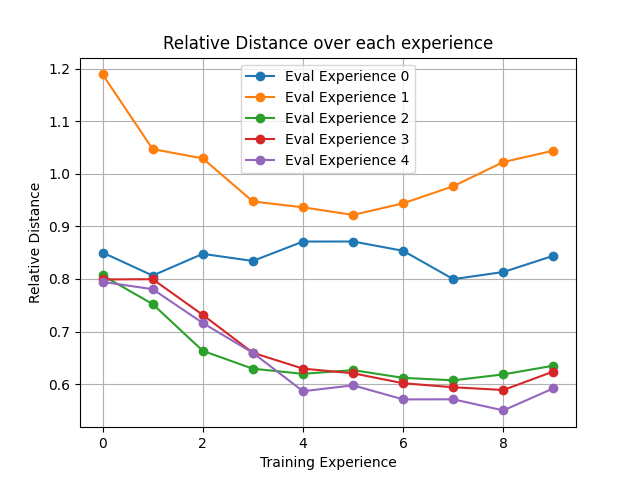 Relative Distance over each experience
1.2
1.1
1.0
0.9
0.8
0.7
0.6
Relative Distance
Eval Experience 0
Eval Experience 1
Eval Experience 2
Eval Experience 3
Eval Experience 4
0 2 4 6 8
Training Experience